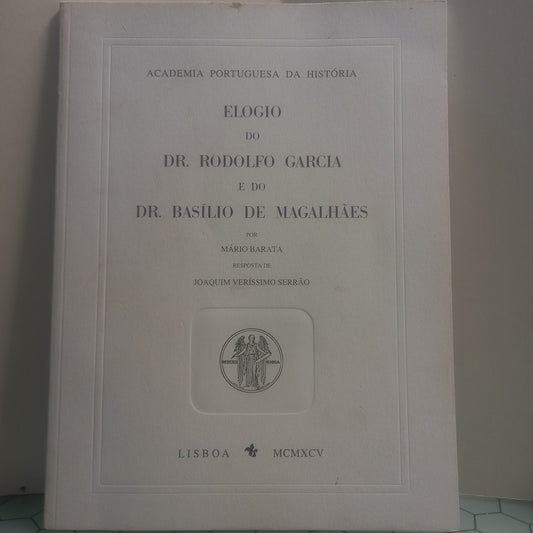 ACADEMIA PORTUGUESA DA HISTÓRIA
ELOGIO
DO
DR. RODOLFO GARCIA
E DO
DR. BASÍLIO DE MAGALHÃES
POR
MÁRIO BARATA
RESPOSTA DE
JOAQUIM VERÍSSIMO SERRÃO
LISBOA MCMXCV